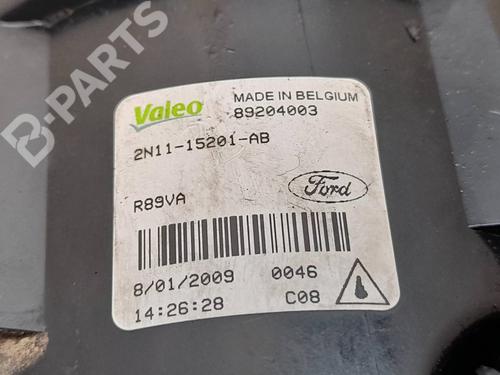 B-PARTS
Valeo
MADE IN BELGIUM
89204003
2N11-15201-AB
Ford
R89VA
8/01/2009 0046
14:26:28 C08